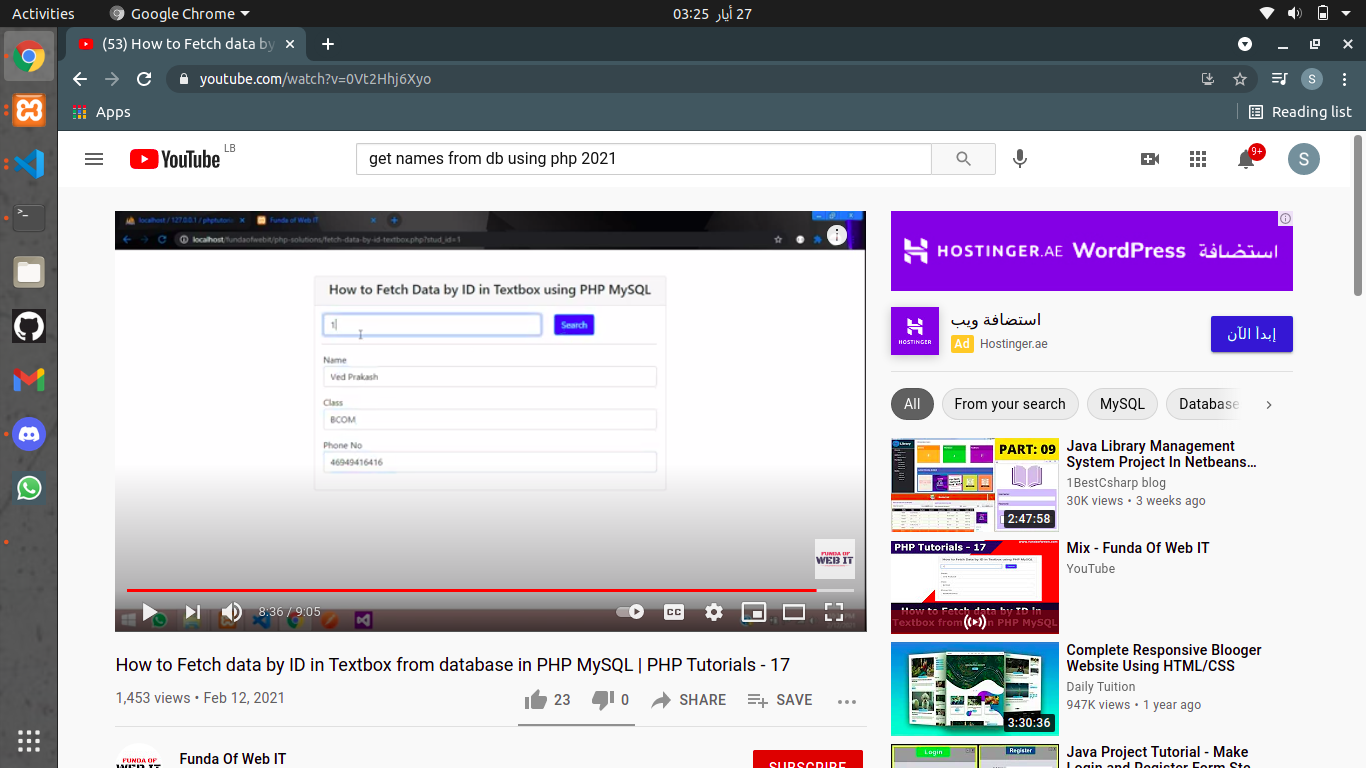 Activities
Google Chrome
27 أيار 03:25
(53) How to Fetch data by
youtube.com/watch?v=0Vt2Hhj6Xyo
S
Apps
Reading list
YouTube LB
get names from db using php 2021
9+
S
localhost / 127.0.0.1 / phptutori
Funda of Web IT
localhost/fundaofwebit/php-solutions/fetch-data-by-id-textbox.php?stud_id=1
How to Fetch Data by ID in Textbox using PHP MySQL
1
Search
Name
Ved Prakash
Class
BCOM
Phone No
46949416416
FUNDA OF
WEB IT
8:36 / 9:05
CC
How to Fetch data by ID in Textbox from database in PHP MySQL | PHP Tutorials - 17
1,453 views • Feb 12, 2021
23
0
SHARE
SAVE
FUNDA OF
WEB IT
Funda Of Web IT
SUBSCRIBE
HOSTINGER.AE WordPress استضافة
HOSTINGER
استضافة ويب
Ad Hostinger.ae
إبدأ الآن
All
From your search
MySQL
Database
PART: 09
2:47:58
Java Library Management
System Project In Netbeans…
1BestCsharp blog
30K views • 3 weeks ago
PHP Tutorials - 17
How to Fetch data by ID in
Textbox from in PHP MySQL
Mix - Funda Of Web IT
YouTube
3:30:36
Complete Responsive Blooger
Website Using HTML/CSS
Daily Tuition
947K views • 1 year ago
Login
Register
Java Project Tutorial - Make
Login and Register Form Ste